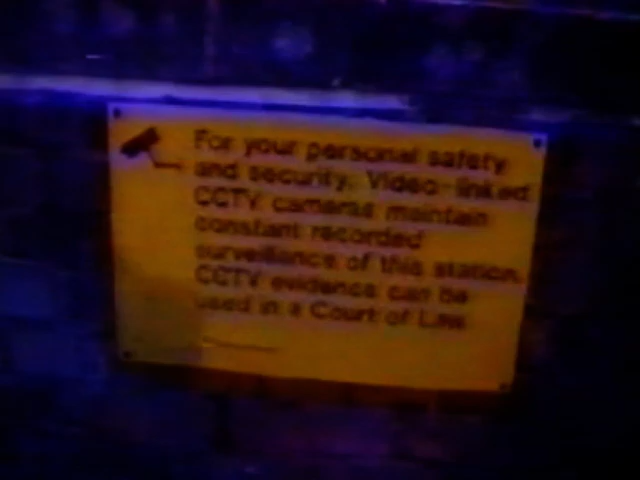 For your personal safety
and security. Video-linked
CCTV cameras maintain
constant recorded
surveillance of this station.
CCTV evidence can be
used in a Court of Law